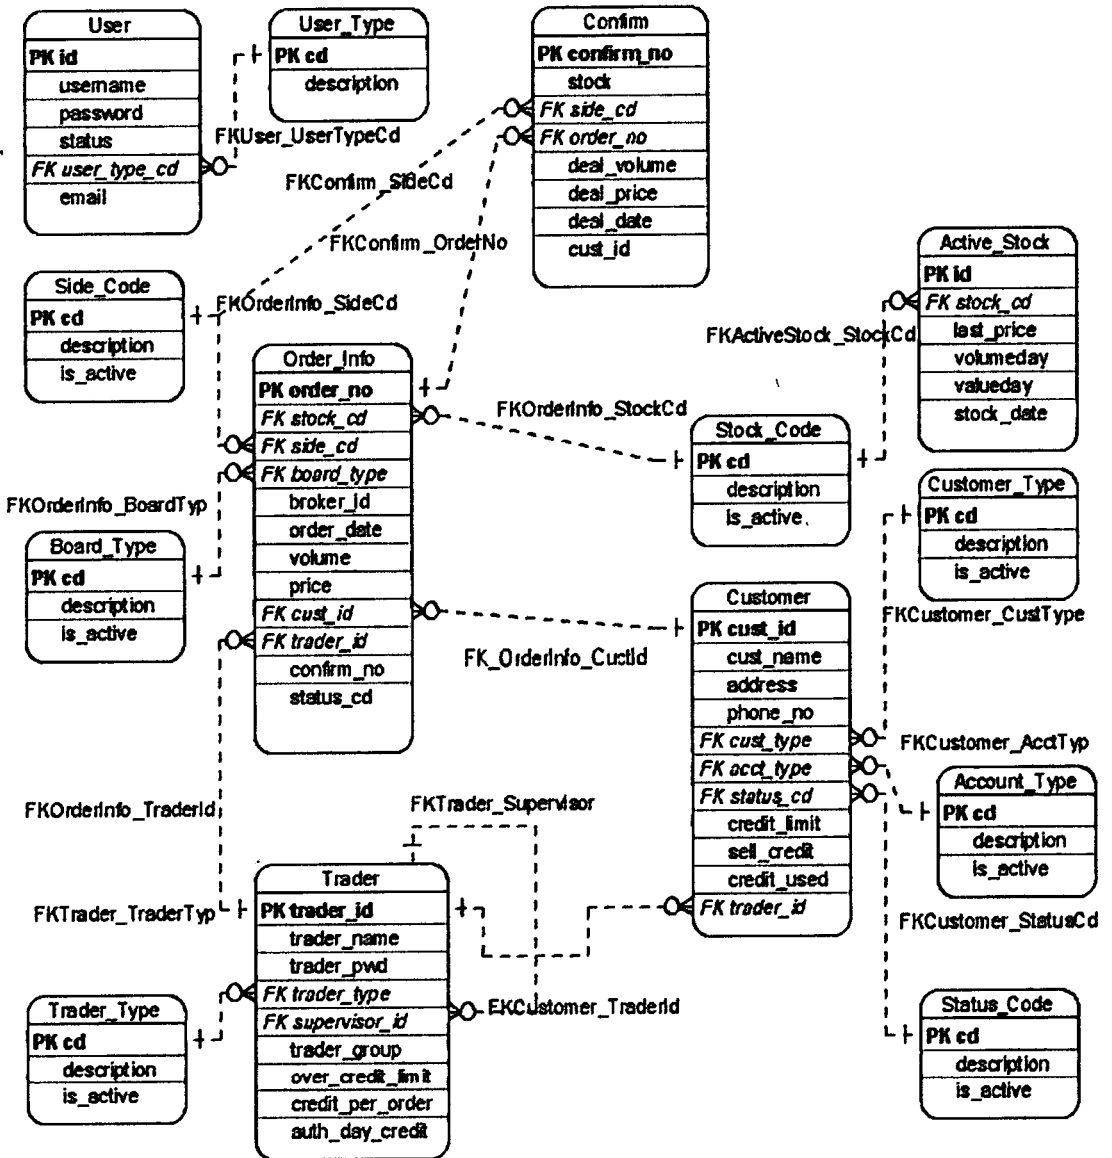 User
PK id
username
password
status
FK user_type_cd
email
User_Type
PK cd
description
FKUser_UserTypeCd
Confirm
PK confirm_no
stock
FK side_cd
FK order_no
deal_volume
deal_price
deal_date
cust_id
FKConfirm_SideCd
FKConfirm_OrderNo
Side_Code
PK cd
description
is_active
FKOrderInfo_SideCd
Active_Stock
PK id
FK stock_cd
last_price
volumeday
valueday
stock_date
FKActiveStock_StockCd
Order_Info
PK order_no
FK stock_cd
FK side_cd
FK board_type
broker_id
order_date
volume
price
FK cust_id
FK trader_id
confirm_no
status_cd
FKOrderInfo_StockCd
Stock_Code
PK cd
description
is_active
FKOrderInfo_BoardTyp
Board_Type
PK cd
description
is_active
Customer_Type
PK cd
description
is_active
FKCustomer_CustType
Customer
PK cust_id
cust_name
address
phone_no
FK cust_type
FK acct_type
FK status_cd
credit_limit
sell_credit
credit_used
FK trader_id
FK_OrderInfo_CustId
FKCustomer_AcctTyp
Account_Type
PK cd
description
is_active
FKOrderInfo_TraderId
FKTrader_Supervisor
FKTrader_TraderTyp
Trader
PK trader_id
trader_name
trader_pwd
FK trader_type
FK supervisor_id
trader_group
over_credit_limit
credit_per_order
auth_day_credit
FKCustomer_StatusCd
FKCustomer_TraderId
Trader_Type
PK cd
description
is_active
Status_Code
PK cd
description
is_active